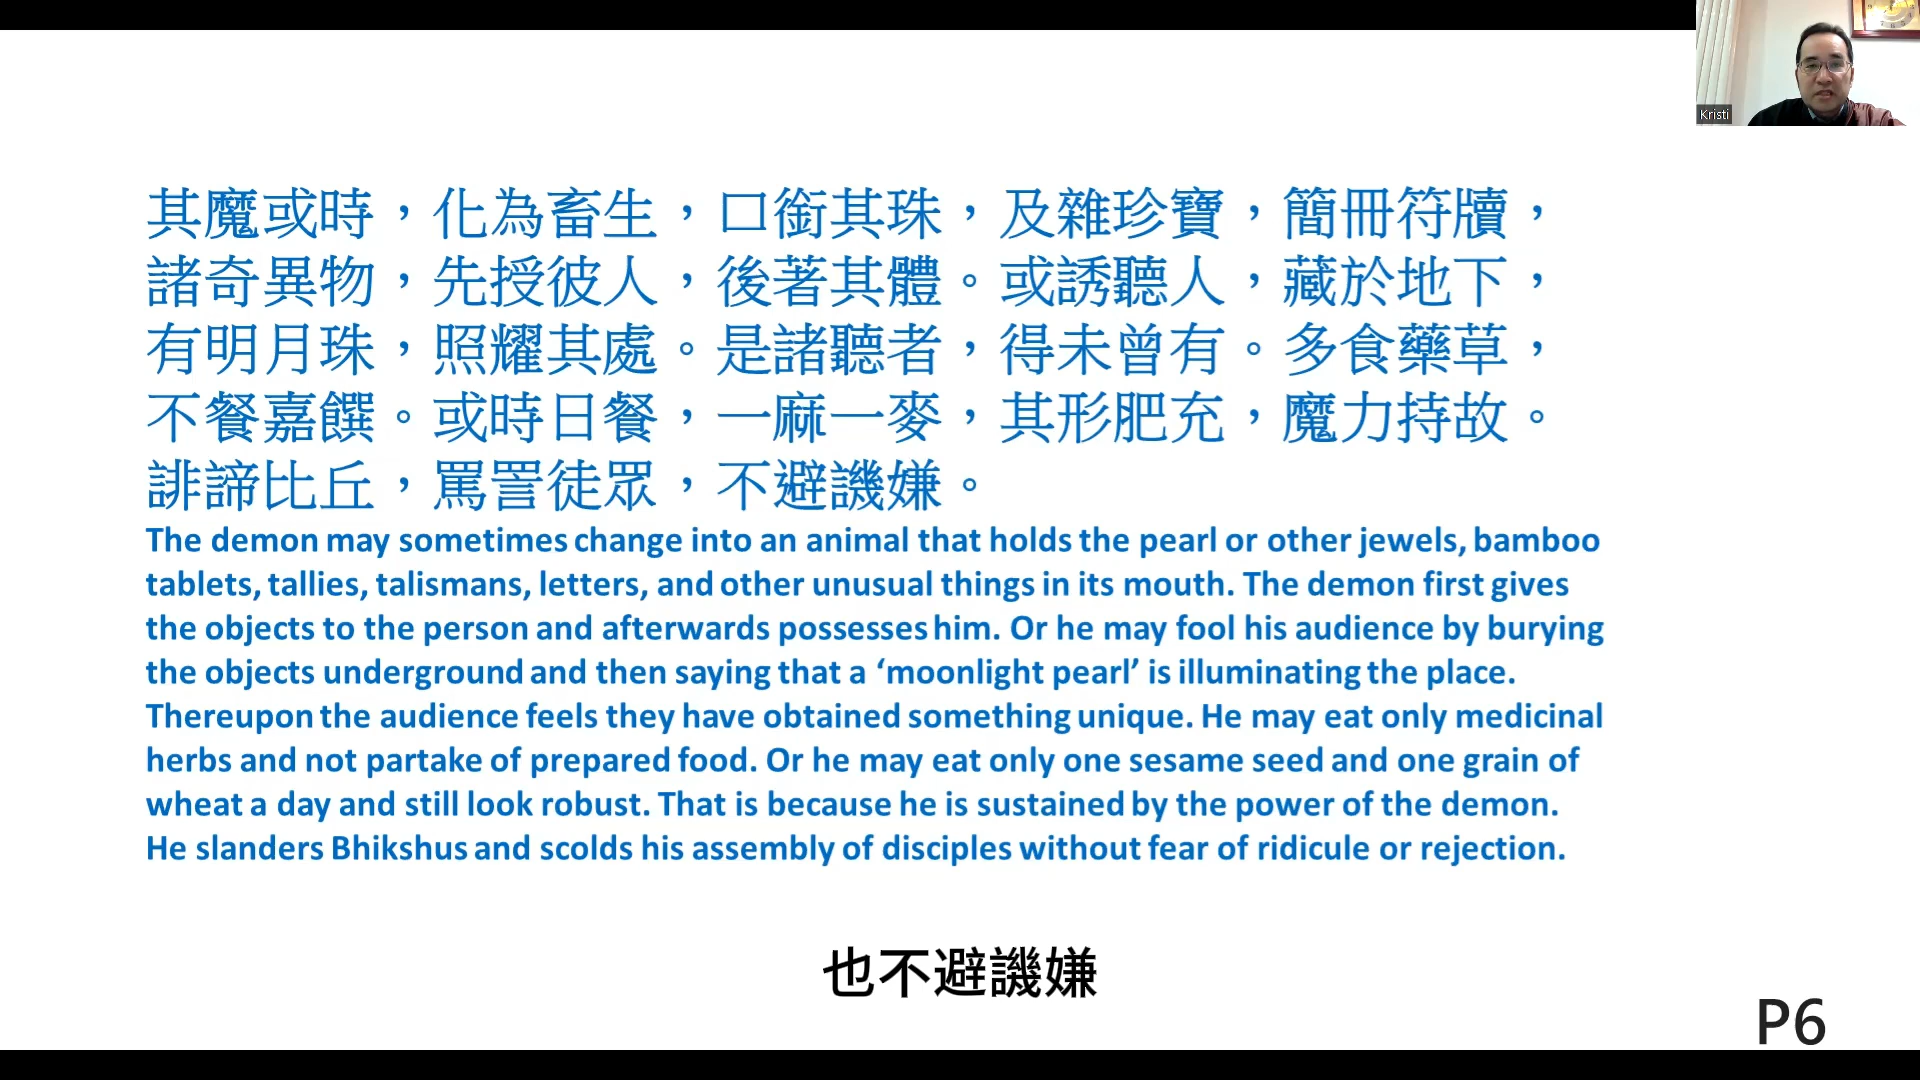 Kristi
其魔或時，化為畜生，口銜其珠，及雜珍寶，簡冊符牘，
諸奇異物，先授彼人，後著其體。或誘聽人，藏於地下，
有明月珠，照耀其處。是諸聽者，得未曾有。多食藥草，
不餐嘉饌。或時日餐，一麻一麥，其形肥充，魔力持故。
誹諦比丘，罵詈徒眾，不避譏嫌。
The demon may sometimes change into an animal that holds the pearl or other jewels, bamboo
tablets, tallies, talismans, letters, and other unusual things in its mouth. The demon first gives
the objects to the person and afterwards possesses him. Or he may fool his audience by burying
the objects underground and then saying that a ‘moonlight pearl’ is illuminating the place.
Thereupon the audience feels they have obtained something unique. He may eat only medicinal
herbs and not partake of prepared food. Or he may eat only one sesame seed and one grain of
wheat a day and still look robust. That is because he is sustained by the power of the demon.
He slanders Bhikshus and scolds his assembly of disciples without fear of ridicule or rejection.
也不避譏嫌
P6